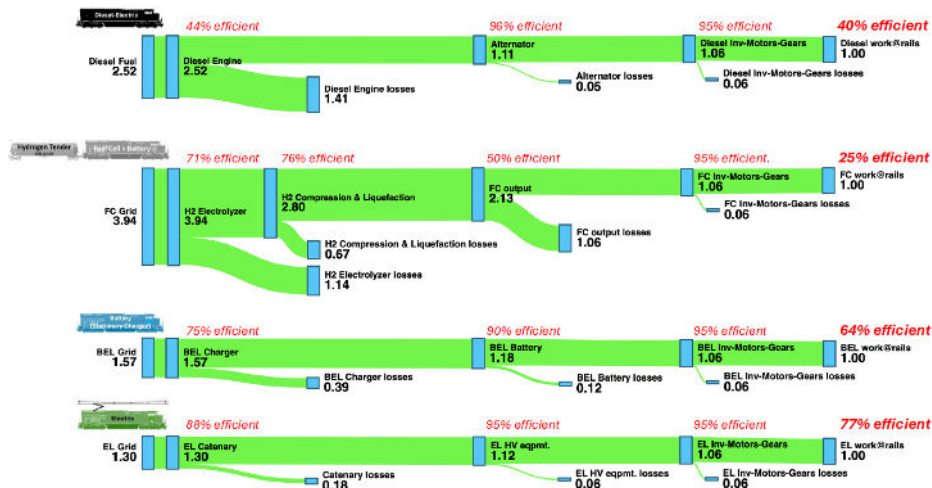 Diesel-Electric
44% efficient
96% efficient
95% efficient
40% efficient
Diesel Fuel
2.52
Diesel Engine
2.52
Alternator
1.11
Diesel Inv-Motors-Gears
1.06
Diesel work@rails
1.00
Diesel Engine losses
1.41
Alternator losses
0.05
Diesel Inv-Motors-Gears losses
0.06
Hydrogen Tender
Fuel Cell + Battery
71% efficient
76% efficient
50% efficient
95% efficient.
25% efficient
FC Grid
3.94
H2 Electrolyzer
3.94
H2 Compression & Liquefaction
2.80
FC output
2.13
FC Inv-Motors-Gears
1.06
FC work@rails
1.00
H2 Compression & Liquefaction losses
0.67
H2 Electrolyzer losses
1.14
FC output losses
1.06
FC Inv-Motors-Gears losses
0.06
Battery
(Stationary Charger)
75% efficient
90% efficient
95% efficient
64% efficient
BEL Grid
1.57
BEL Charger
1.57
BEL Battery
1.18
BEL Inv-Motors-Gears
1.06
BEL work@rails
1.00
BEL Charger losses
0.39
BEL Battery losses
0.12
BEL Inv-Motors-Gears losses
0.06
Electric
88% efficient
95% efficient
95% efficient
77% efficient
EL Grid
1.30
EL Catenary
1.30
EL HV eqpmt.
1.12
EL Inv-Motors-Gears
1.06
EL work@rails
1.00
Catenary losses
0.18
EL HV eqpmt. losses
0.06
EL Inv-Motors-Gears losses
0.06